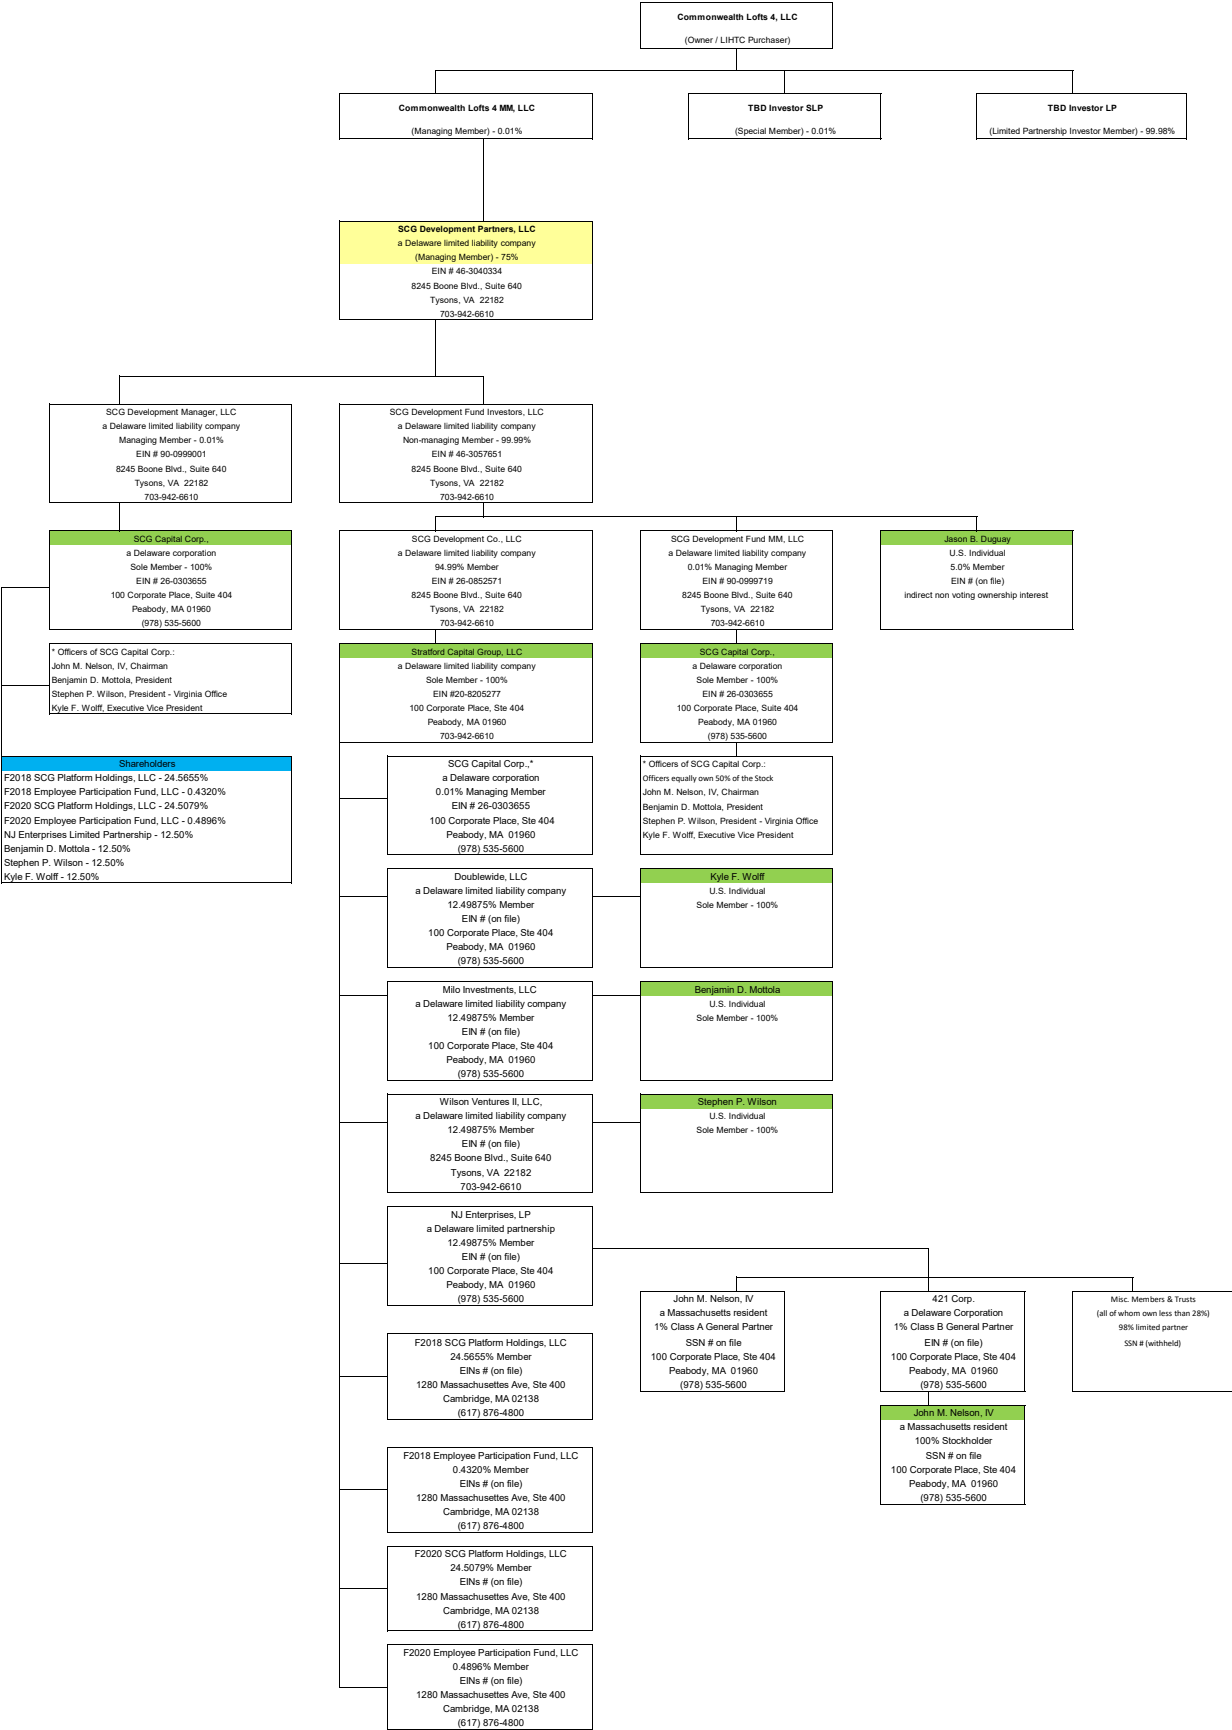 Commonwealth Lofts 4, LLC
(Owner / LIHTC Purchaser)
Commonwealth Lofts 4 MM, LLC
(Managing Member) - 0.01%
TBD Investor SLP
(Special Member) - 0.01%
TBD Investor LP
(Limited Partnership Investor Member) - 99.98%
SCG Development Partners, LLC
a Delaware limited liability company
(Managing Member) - 75%
EIN # 46-3040334
8245 Boone Blvd., Suite 640
Tysons, VA 22182
703-942-6610
SCG Development Manager, LLC
a Delaware limited liability company
Managing Member - 0.01%
EIN # 90-0999001
8245 Boone Blvd., Suite 640
Tysons, VA 22182
703-942-6610
SCG Development Fund Investors, LLC
a Delaware limited liability company
Non-managing Member - 99.99%
EIN # 46-3057651
8245 Boone Blvd., Suite 640
Tysons, VA 22182
703-942-6610
SCG Capital Corp.,
a Delaware corporation
Sole Member - 100%
EIN # 26-0303655
100 Corporate Place, Suite 404
Peabody, MA 01960
(978) 535-5600
SCG Development Co., LLC
a Delaware limited liability company
94.99% Member
EIN # 26-0852571
8245 Boone Blvd., Suite 640
Tysons, VA 22182
703-942-6610
SCG Development Fund MM, LLC
a Delaware limited liability company
0.01% Managing Member
EIN # 90-0999719
8245 Boone Blvd., Suite 640
Tysons, VA 22182
703-942-6610
Jason B. Duguay
U.S. Individual
5.0% Member
EIN # (on file)
indirect non voting ownership interest
* Officers of SCG Capital Corp.:
John M. Nelson, IV, Chairman
Benjamin D. Mottola, President
Stephen P. Wilson, President - Virginia Office
Kyle F. Wolff, Executive Vice President
Stratford Capital Group, LLC
a Delaware limited liability company
Sole Member - 100%
EIN #20-8205277
100 Corporate Place, Ste 404
Peabody, MA 01960
703-942-6610
SCG Capital Corp.,
a Delaware corporation
Sole Member - 100%
EIN # 26-0303655
100 Corporate Place, Suite 404
Peabody, MA 01960
(978) 535-5600
Shareholders
F2018 SCG Platform Holdings, LLC - 24.5655%
F2018 Employee Participation Fund, LLC - 0.4320%
F2020 SCG Platform Holdings, LLC - 24.5079%
F2020 Employee Participation Fund, LLC - 0.4896%
NJ Enterprises Limited Partnership - 12.50%
Benjamin D. Mottola - 12.50%
Stephen P. Wilson - 12.50%
Kyle F. Wolff - 12.50%
SCG Capital Corp.,*
a Delaware corporation
0.01% Managing Member
EIN # 26-0303655
100 Corporate Place, Ste 404
Peabody, MA 01960
(978) 535-5600
* Officers of SCG Capital Corp.:
Officers equally own 50% of the Stock
John M. Nelson, IV, Chairman
Benjamin D. Mottola, President
Stephen P. Wilson, President - Virginia Office
Kyle F. Wolff, Executive Vice President
Doublewide, LLC
a Delaware limited liability company
12.49875% Member
EIN # (on file)
100 Corporate Place, Ste 404
Peabody, MA 01960
(978) 535-5600
Kyle F. Wolff
U.S. Individual
Sole Member - 100%
Milo Investments, LLC
a Delaware limited liability company
12.49875% Member
EIN # (on file)
100 Corporate Place, Ste 404
Peabody, MA 01960
(978) 535-5600
Benjamin D. Mottola
U.S. Individual
Sole Member - 100%
Wilson Ventures II, LLC,
a Delaware limited liability company
12.49875% Member
EIN # (on file)
8245 Boone Blvd., Suite 640
Tysons, VA 22182
703-942-6610
Stephen P. Wilson
U.S. Individual
Sole Member - 100%
NJ Enterprises, LP
a Delaware limited partnership
12.49875% Member
EIN # (on file)
100 Corporate Place, Ste 404
Peabody, MA 01960
(978) 535-5600
John M. Nelson, IV
a Massachusetts resident
1% Class A General Partner
SSN # on file
100 Corporate Place, Ste 404
Peabody, MA 01960
(978) 535-5600
421 Corp.
a Delaware Corporation
1% Class B General Partner
EIN # (on file)
100 Corporate Place, Ste 404
Peabody, MA 01960
(978) 535-5600
Misc. Members & Trusts
(all of whom own less than 28%)
98% limited partner
SSN # (withheld)
F2018 SCG Platform Holdings, LLC
24.5655% Member
EINs # (on file)
1280 Massachusettes Ave, Ste 400
Cambridge, MA 02138
(617) 876-4800
John M. Nelson, IV
a Massachusetts resident
100% Stockholder
SSN # on file
100 Corporate Place, Ste 404
Peabody, MA 01960
(978) 535-5600
F2018 Employee Participation Fund, LLC
0.4320% Member
EINs # (on file)
1280 Massachusettes Ave, Ste 400
Cambridge, MA 02138
(617) 876-4800
F2020 SCG Platform Holdings, LLC
24.5079% Member
EINs # (on file)
1280 Massachusettes Ave, Ste 400
Cambridge, MA 02138
(617) 876-4800
F2020 Employee Participation Fund, LLC
0.4896% Member
EINs # (on file)
1280 Massachusettes Ave, Ste 400
Cambridge, MA 02138
(617) 876-4800